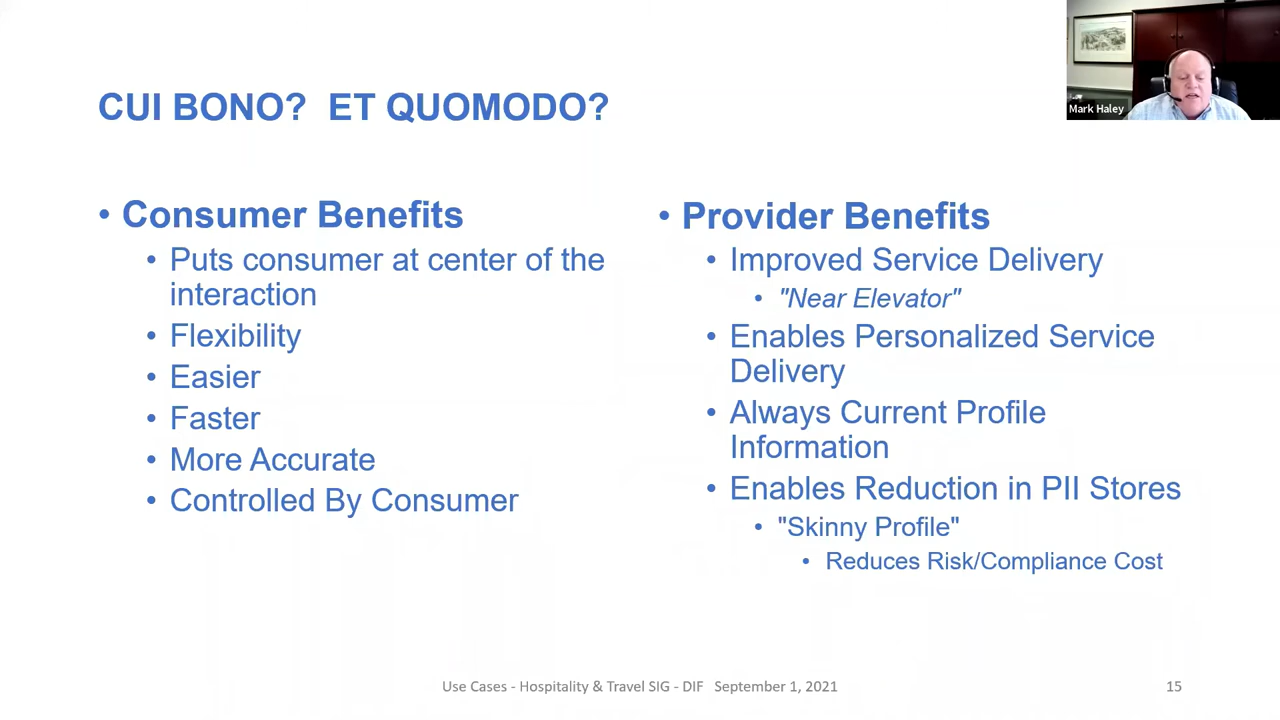 Mark Haley
CUI BONO? ET QUOMODO?
• Consumer Benefits
• Puts consumer at center of the
interaction
• Flexibility
• Easier
• Faster
• More Accurate
• Controlled By Consumer
• Provider Benefits
• Improved Service Delivery
• "Near Elevator"
• Enables Personalized Service
Delivery
• Always Current Profile
Information
• Enables Reduction in PII Stores
• "Skinny Profile"
• Reduces Risk/Compliance Cost
Use Cases - Hospitality & Travel SIG - DIF September 1, 2021
15